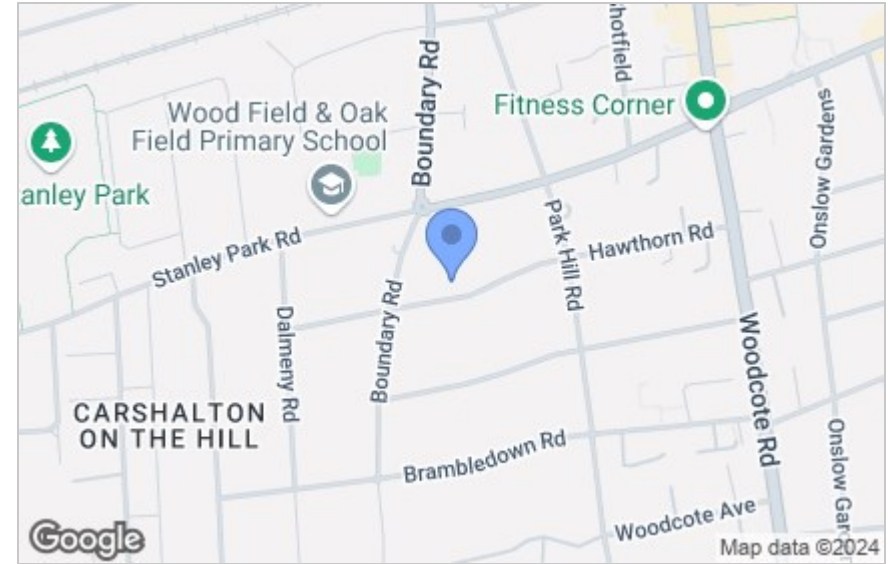 Boundary Rd
Shotfield
Wood Field & Oak
Field Primary School
Fitness Corner
Onslow Gardens
anley Park
Stanley Park Rd
Park Hill Rd
Hawthorn Rd
Boundary Rd
Dalmeny Rd
Woodcote Rd
CARSHALTON
ON THE HILL
Brambledown Rd
Onslow Gar
Woodcote Ave
Google
Map data ©2024